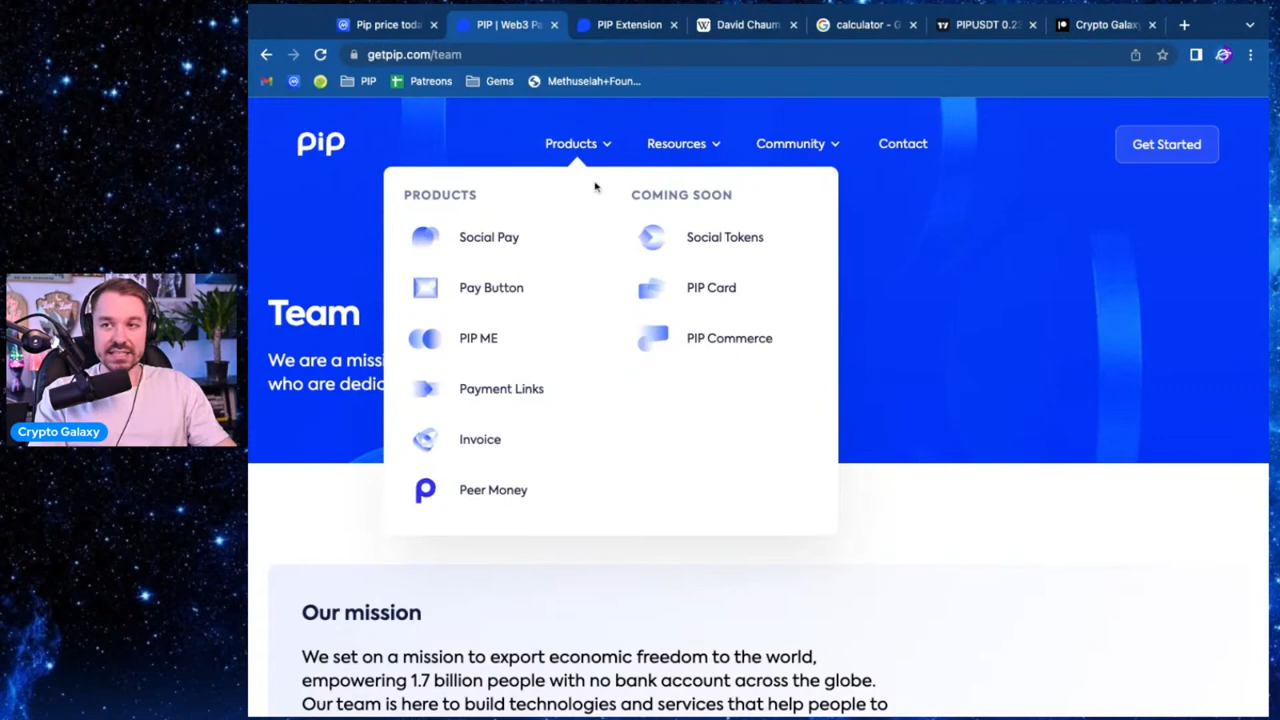 Pip price toda
PIP | Web3 Pa
PIP Extension
W
David Chaum
calculator - G
PIPUSDT 0.2
Crypto Galaxy
getpip.com/team
PIP
Patreons
Gems
Methuselah+Foun...
pip
Products
Resources
Community
Contact
Get Started
PRODUCTS
COMING SOON
Social Pay
Social Tokens
Pay Button
PIP Card
PIP ME
PIP Commerce
Payment Links
Invoice
Peer Money
Team
We are a missi
who are dedic
Crypto Galaxy
Our mission
We set on a mission to export economic freedom to the world,
empowering 1.7 billion people with no bank account across the globe.
Our team is here to build technologies and services that help people to